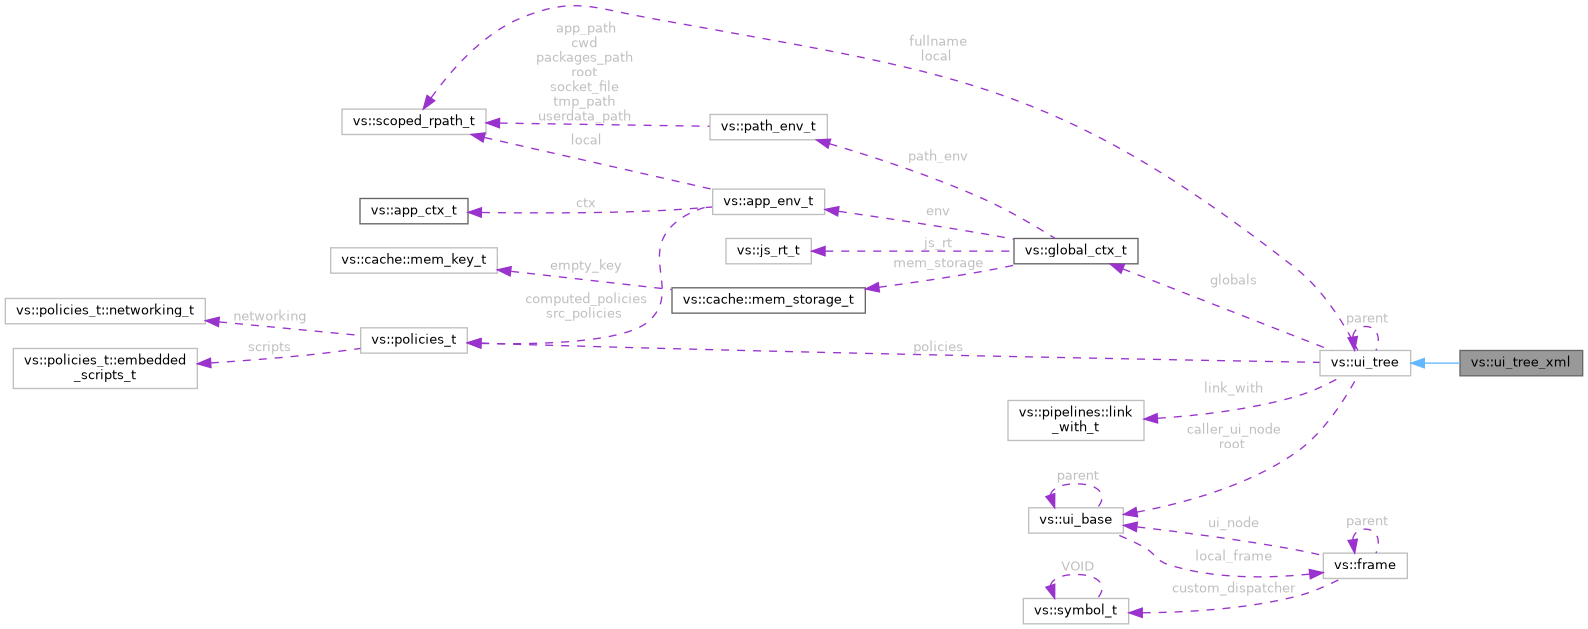 fullname
local
app_path
cwd
packages_path
root
socket_file
tmp_path
userdata_path
vs::scoped_rpath_t
vs::path_env_t
local
path_env
vs::app_ctx_t
ctx
vs::app_env_t
env
vs::cache::mem_key_t
empty_key
vs::js_rt_t
js_rt
mem_storage
vs::global_ctx_t
vs::cache::mem_storage_t
globals
computed_policies
src_policies
vs::policies_t::networking_t
networking
vs::policies_t::embedded
_scripts_t
scripts
vs::policies_t
policies
parent
vs::ui_tree
vs::ui_tree_xml
vs::pipelines::link
_with_t
link_with
caller_ui_node
root
parent
vs::ui_base
ui_node
local_frame
parent
vs::frame
VOID
custom_dispatcher
vs::symbol_t